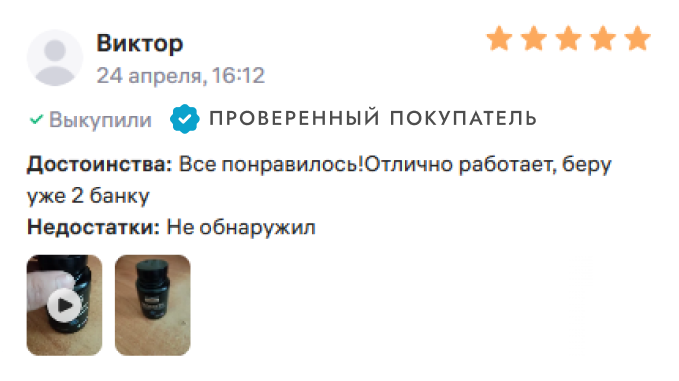 Виктор
24 апреля, 16:12
Выкупили ПРОВЕРЕННЫЙ ПОКУПАТЕЛЬ
Достоинства: Все понравилось!Отлично работает, беру
уже 2 банку
Недостатки: Не обнаружил